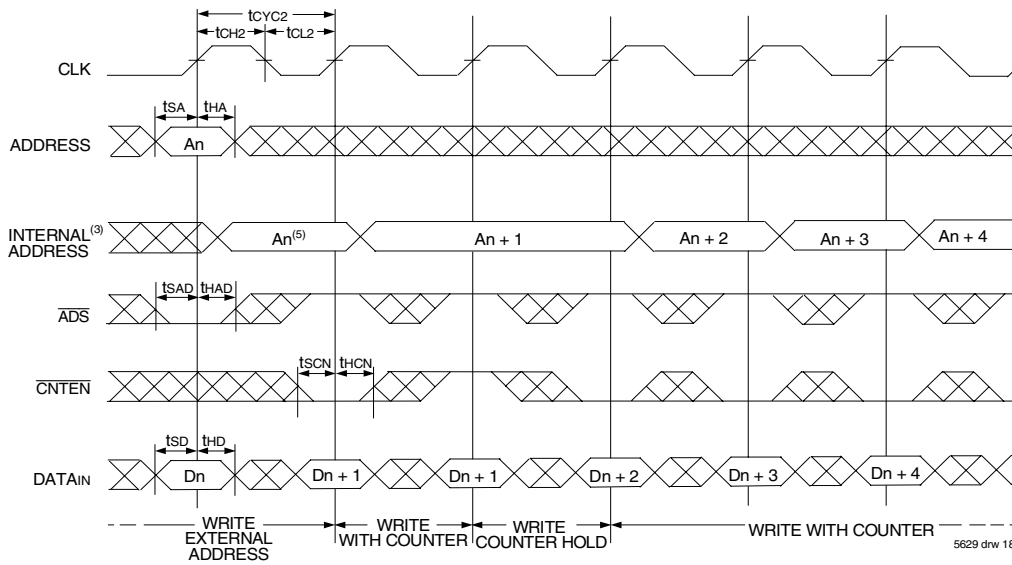 tCYC2
tCH2 tCL2
CLK
tSA tHA
ADDRESS An
INTERNAL(3)
ADDRESS
An(5) An + 1 An + 2 An + 3 An + 4
tSAD tHAD
ADS
tSCN tHCN
CNTEN
tSD tHD
DATAIN Dn Dn + 1 Dn + 1 Dn + 2 Dn + 3 Dn + 4
WRITE
EXTERNAL
ADDRESS
WRITE
WITH COUNTER
WRITE
COUNTER HOLD
WRITE WITH COUNTER
5629 drw 18